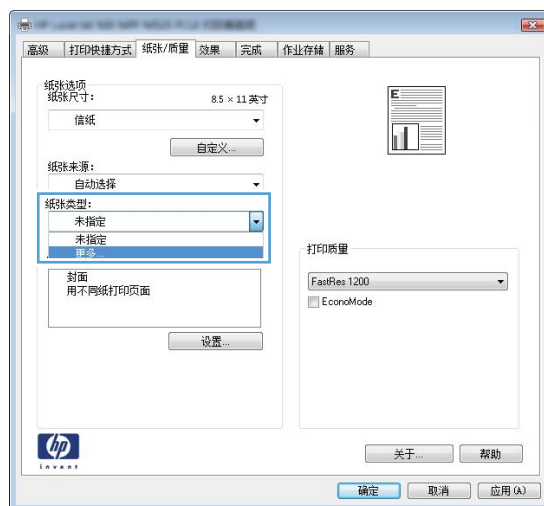 高级 打印快捷方式 纸张/质量 效果 完成 作业存储 服务
纸张选项
纸张尺寸： 8.5 × 11 英寸
信纸
自定义...
纸张来源：
自动选择
纸张类型：
未指定
未指定
更多...
封面
用不同纸打印页面
设置...
E
打印质量
FastRes 1200
EconoMode
hp
invent
关于... 帮助
确定 取消 应用(A)